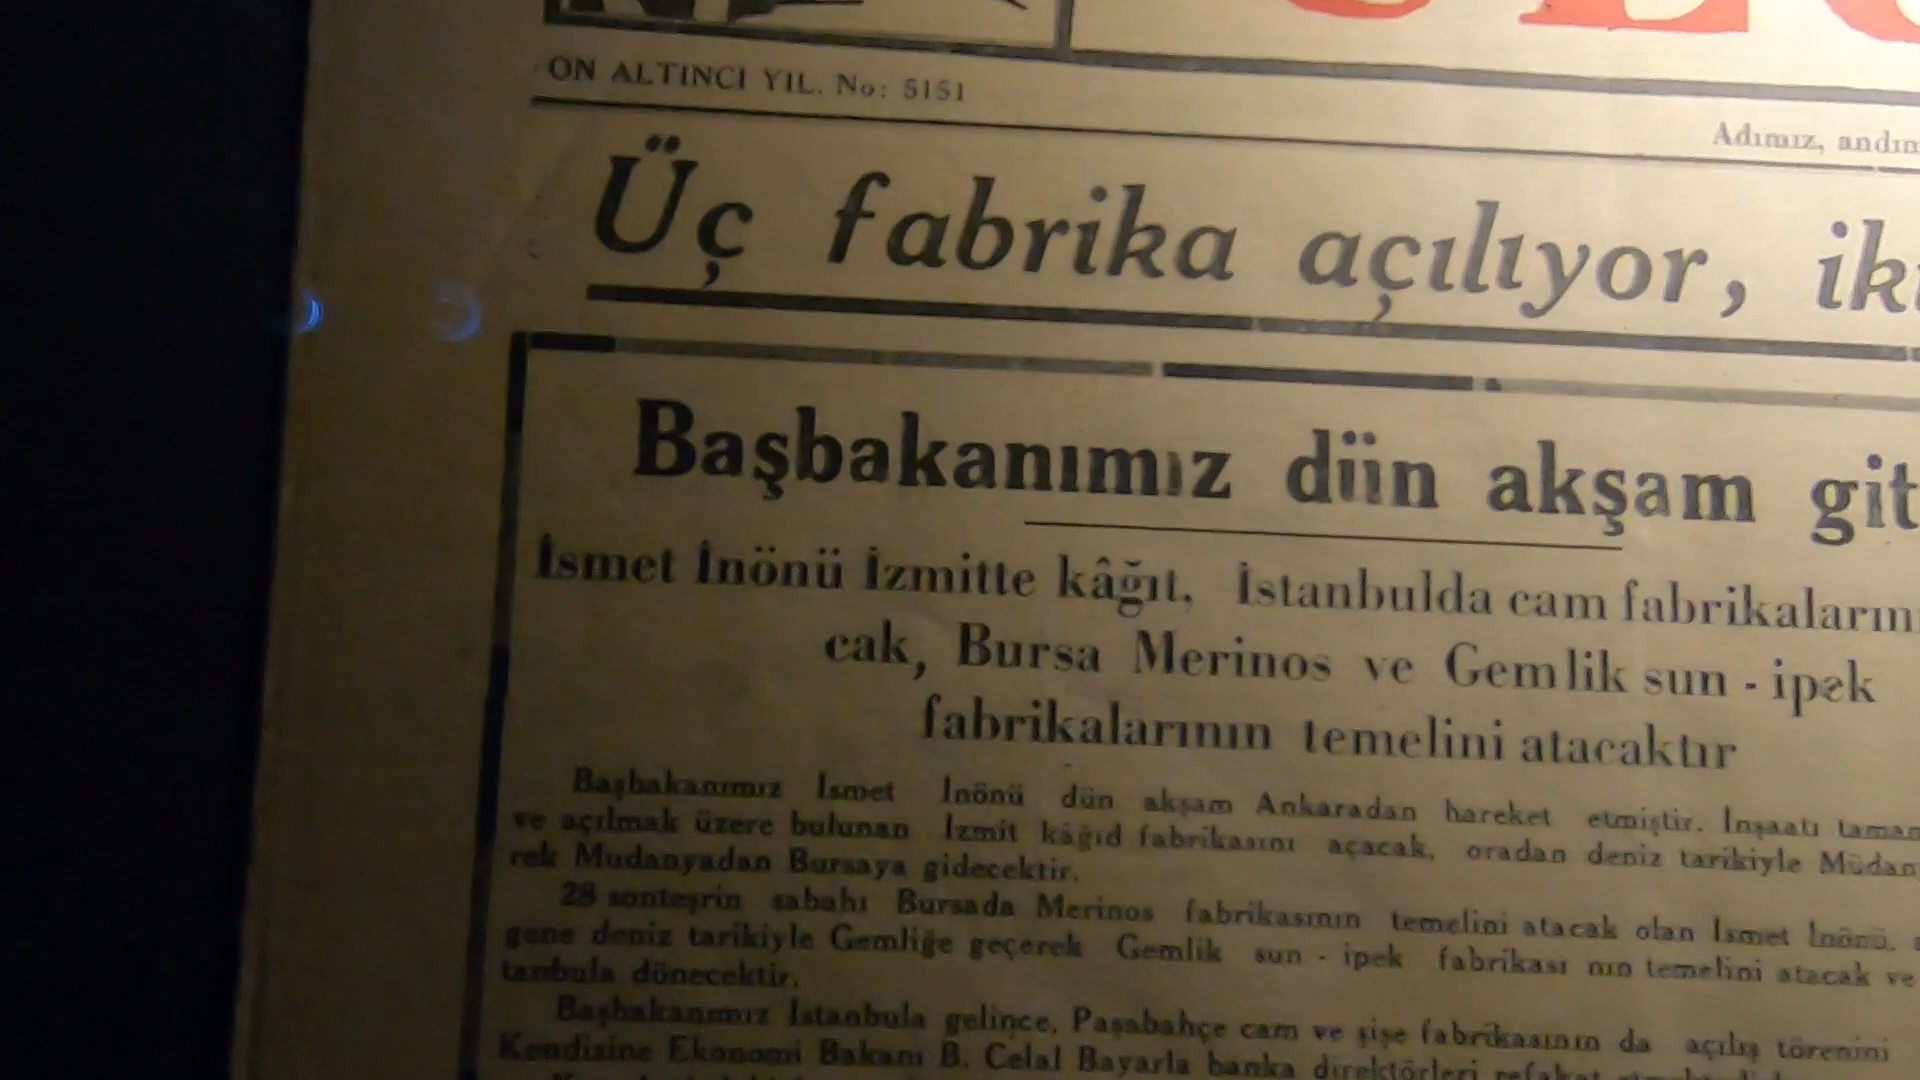 ON ALTINCI YIL. No: 5151
Adımız, andım
Üç fabrika açılıyor, iki
Başbakanımız dün akşam git
İsmet İnönü İzmitte kâğıt, İstanbulda cam fabrikaların
cak, Bursa Merinos ve Gemlik sun - ipek
fabrikalarının temelini atacaktır
Başbakanımız İsmet İnönü dün akşam Ankaradan hareket etmiştir. İnşaatı tamam
ve açılmak üzere bulunan İzmit kâğıd fabrikasını açacak, oradan deniz tarikiyle Müdan
rek Mudanyadan Bursaya gidecektir.
28 sonteşrin sabahı Bursada Merinos fabrikasının temelini atacak olan İsmet İnönü,
gene deniz tarikiyle Gemliğe geçerek Gemlik sun - ipek fabrikası nın temelini atacak ve
tanbula dönecektir.
Başbakanımız İstanbula gelince, Paşabahçe cam ve şişe fabrikasının da açılış törenini
Kendisine Ekonomi Bakanı B. Celal Bayarla banka direktörleri refakat